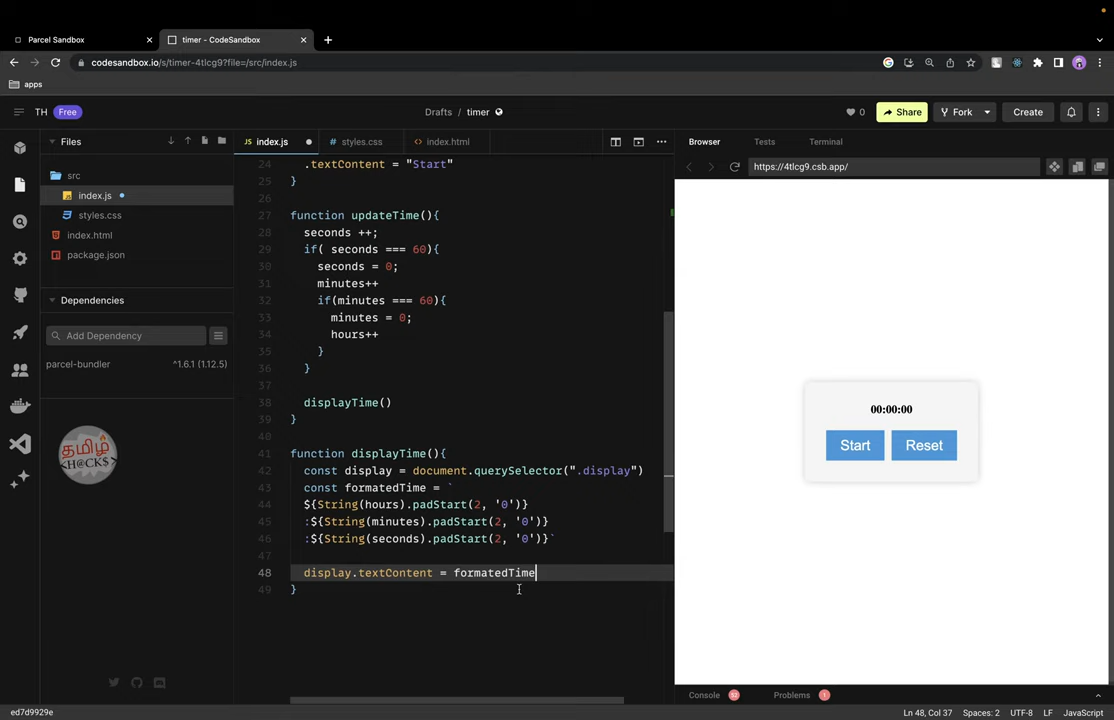 Parcel Sandbox
timer - CodeSandbox
codesandbox.io/s/timer-4tlcg9?file=/src/index.js
apps
TH Free
Drafts / timer
0
Share
Fork
Create
Files
src
index.js
styles.css
index.html
package.json
Dependencies
Add Dependency
parcel-bundler ^1.6.1 (1.12.5)
தமிழ்
<H@CKS>
ed7d9929e
JS index.js
# styles.css
<> index.html
24 .textContent = "Start"
25 }
26
27 function updateTime(){
28 seconds ++;
29 if( seconds === 60){
30 seconds = 0;
31 minutes++
32 if(minutes === 60){
33 minutes = 0;
34 hours++
35 }
36 }
37
38 displayTime()
39 }
40
41 function displayTime(){
42 const display = document.querySelector(".display")
43 const formatedTime = `
44 ${String(hours).padStart(2, '0')}
45 :${String(minutes).padStart(2, '0')}
46 :${String(seconds).padStart(2, '0')}`
47
48 display.textContent = formatedTime
49 }
Browser Tests Terminal
https://4tlcg9.csb.app/
00:00:00
Start Reset
Console 52 Problems 1
Ln 48, Col 37 Spaces: 2 UTF-8 LF JavaScript